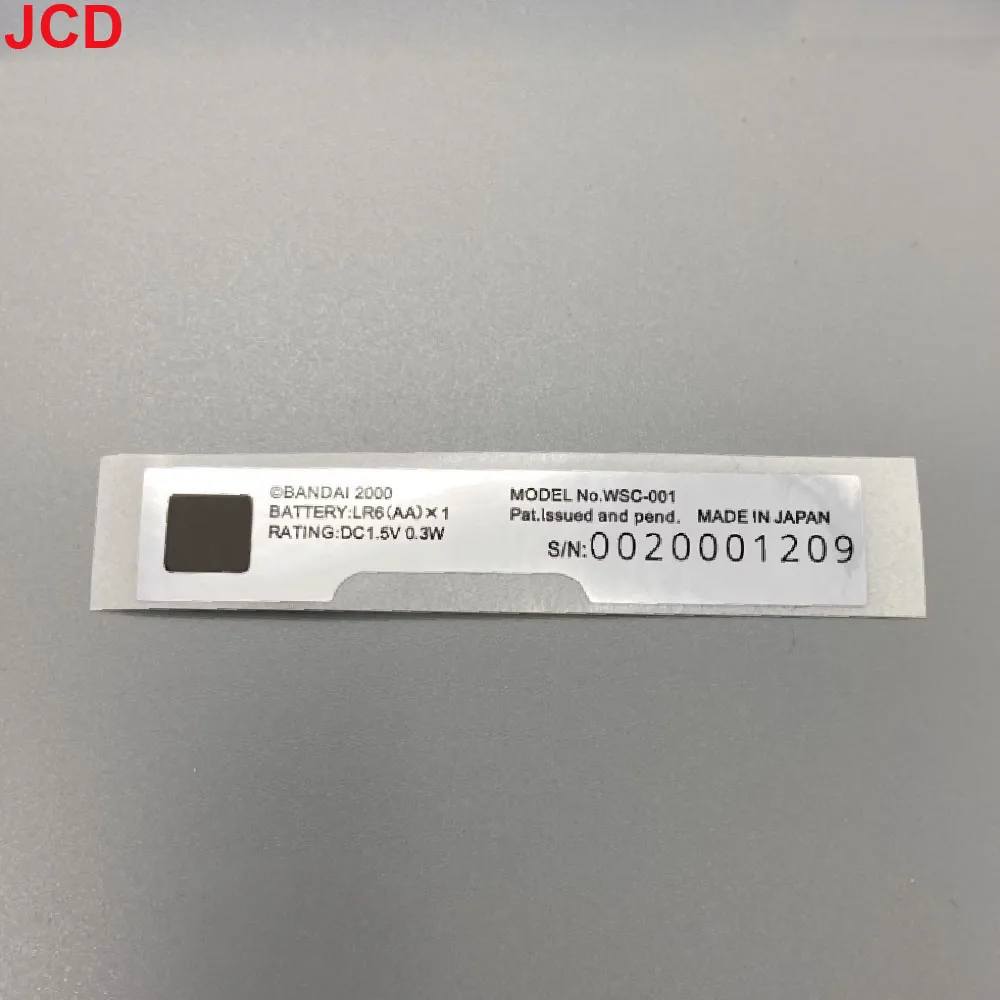 JCD
©BANDAI 2000
BATTERY:LR6(AA)×1
RATING:DC1.5V 0.3W
MODEL No.WSC-001
Pat.Issued and pend. MADE IN JAPAN
S/N:0020001209